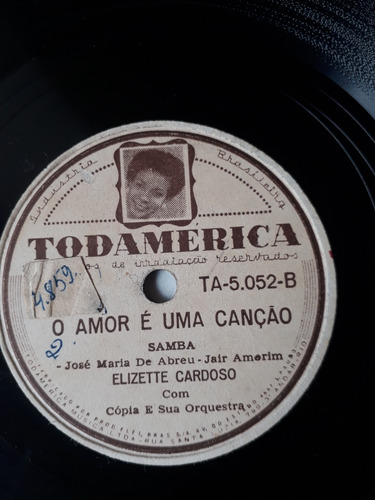 Industria Brasileira
TODAMERICA
de irradiação reservados
TA-5.052-B
4.859
O AMOR É UMA CANÇÃO
SAMBA
- José Maria De Abreu - Jair Amorim
ELIZETTE CARDOSO
Com
Cópia E Sua Orquestra